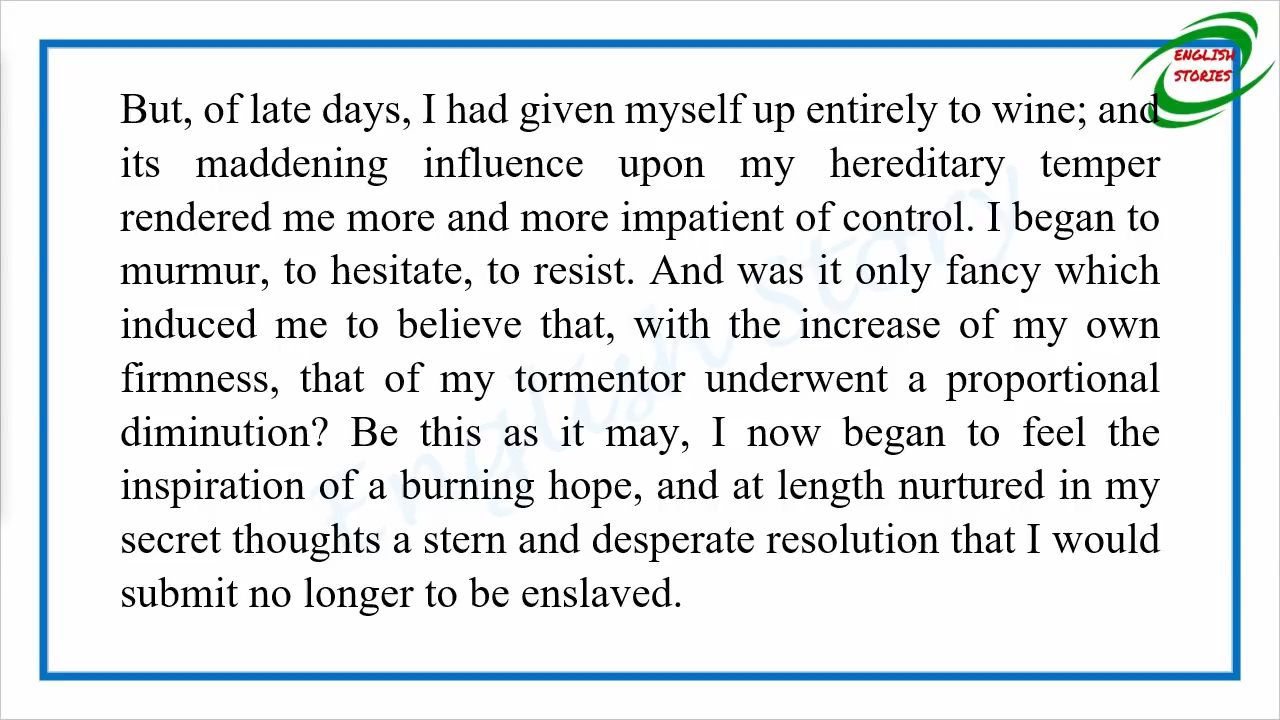 ENGLISH
STORIES
But, of late days, I had given myself up entirely to wine; and
its maddening influence upon my hereditary temper
rendered me more and more impatient of control. I began to
murmur, to hesitate, to resist. And was it only fancy which
induced me to believe that, with the increase of my own
firmness, that of my tormentor underwent a proportional
diminution? Be this as it may, I now began to feel the
inspiration of a burning hope, and at length nurtured in my
secret thoughts a stern and desperate resolution that I would
submit no longer to be enslaved.
English Story